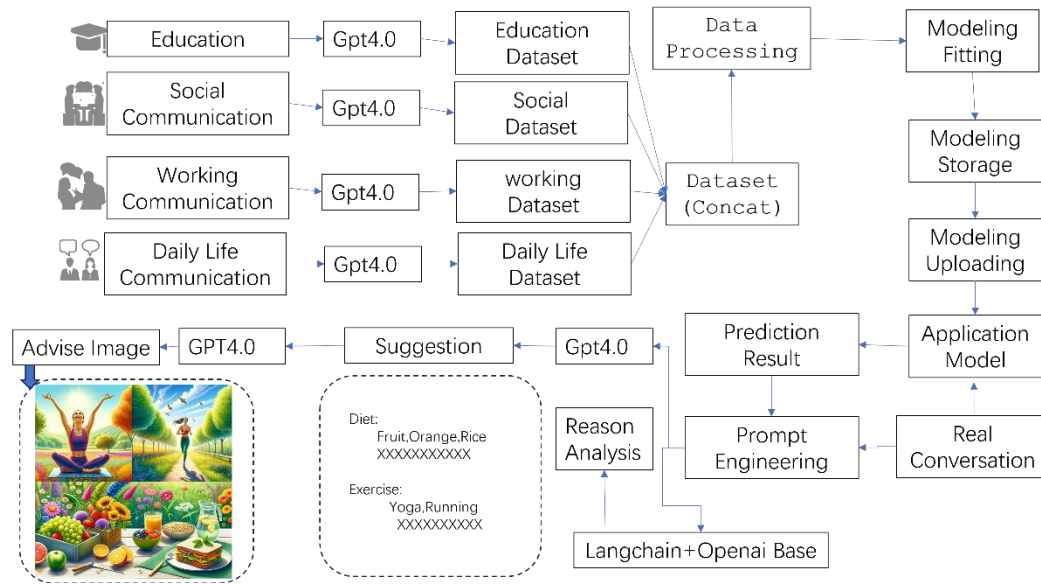 Education
Gpt4.0
Education
Dataset
Data
Processing
Modeling
Fitting
Social
Communication
Gpt4.0
Social
Dataset
Modeling
Storage
Working
Communication
Gpt4.0
working
Dataset
Dataset
(Concat)
Daily Life
Communication
Gpt4.0
Daily Life
Dataset
Modeling
Uploading
Advise Image
GPT4.0
Suggestion
Gpt4.0
Prediction
Result
Application
Model
Diet:
Fruit,Orange,Rice
XXXXXXXXXXX
Exercise:
Yoga,Running
XXXXXXXXXX
Reason
Analysis
Prompt
Engineering
Real
Conversation
Langchain+Openai Base